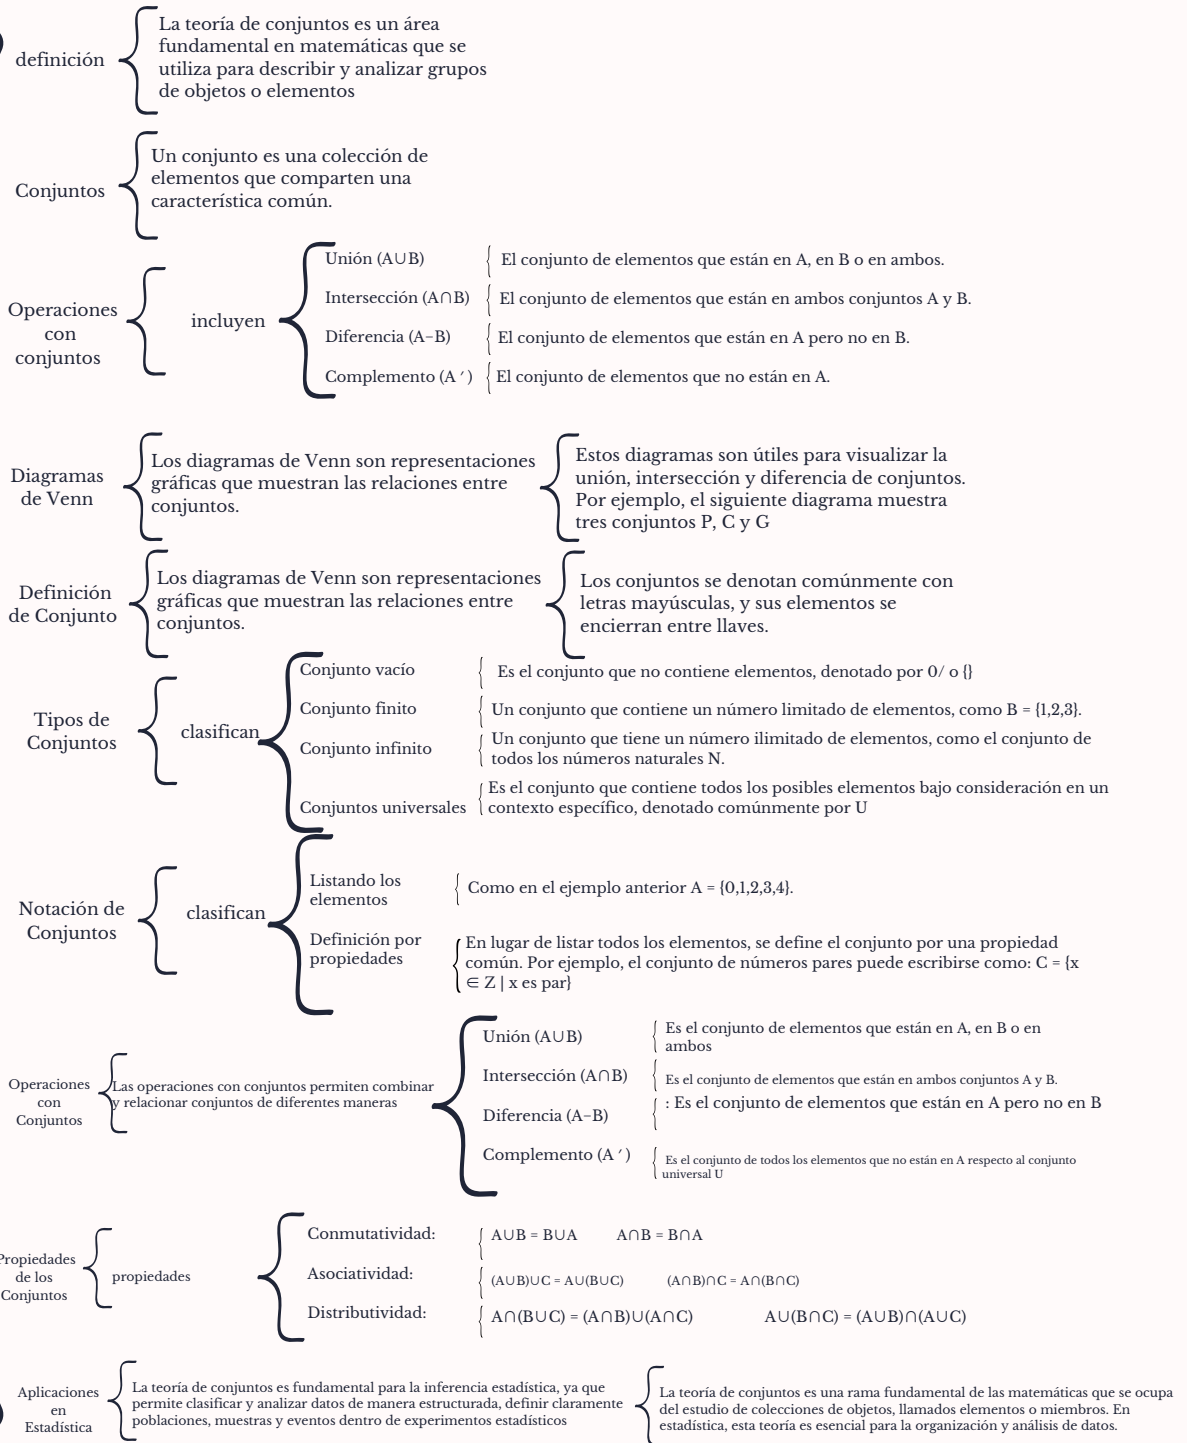 definición
La teoría de conjuntos es un área
fundamental en matemáticas que se
utiliza para describir y analizar grupos
de objetos o elementos
Conjuntos
Un conjunto es una colección de
elementos que comparten una
característica común.
Operaciones
con
conjuntos
incluyen
Unión (A∪B)
El conjunto de elementos que están en A, en B o en ambos.
Intersección (A∩B)
El conjunto de elementos que están en ambos conjuntos A y B.
Diferencia (A−B)
El conjunto de elementos que están en A pero no en B.
Complemento (A ′ )
El conjunto de elementos que no están en A.
Diagramas
de Venn
Los diagramas de Venn son representaciones
gráficas que muestran las relaciones entre
conjuntos.
Estos diagramas son útiles para visualizar la
unión, intersección y diferencia de conjuntos.
Por ejemplo, el siguiente diagrama muestra
tres conjuntos P, C y G
Definición
de Conjunto
Los diagramas de Venn son representaciones
gráficas que muestran las relaciones entre
conjuntos.
Los conjuntos se denotan comúnmente con
letras mayúsculas, y sus elementos se
encierran entre llaves.
Tipos de
Conjuntos
clasifican
Conjunto vacío
Es el conjunto que no contiene elementos, denotado por 0/ o {}
Conjunto finito
Un conjunto que contiene un número limitado de elementos, como B = {1,2,3}.
Conjunto infinito
Un conjunto que tiene un número ilimitado de elementos, como el conjunto de
todos los números naturales N.
Conjuntos universales
Es el conjunto que contiene todos los posibles elementos bajo consideración en un
contexto específico, denotado comúnmente por U
Notación de
Conjuntos
clasifican
Listando los
elementos
Como en el ejemplo anterior A = {0,1,2,3,4}.
Definición por
propiedades
En lugar de listar todos los elementos, se define el conjunto por una propiedad
común. Por ejemplo, el conjunto de números pares puede escribirse como: C = {x
∈ Z | x es par}
Operaciones
con
Conjuntos
Las operaciones con conjuntos permiten combinar
y relacionar conjuntos de diferentes maneras
Unión (A∪B)
Es el conjunto de elementos que están en A, en B o en
ambos
Intersección (A∩B)
Es el conjunto de elementos que están en ambos conjuntos A y B.
Diferencia (A−B)
: Es el conjunto de elementos que están en A pero no en B
Complemento (A ′ )
Es el conjunto de todos los elementos que no están en A respecto al conjunto
universal U
Propiedades
de los
Conjuntos
propiedades
Conmutatividad:
A∪B = B∪A A∩B = B∩A
Asociatividad:
(A∪B)∪C = A∪(B∪C) (A∩B)∩C = A∩(B∩C)
Distributividad:
A∩(B∪C) = (A∩B)∪(A∩C) A∪(B∩C) = (A∪B)∩(A∪C)
Aplicaciones
en
Estadística
La teoría de conjuntos es fundamental para la inferencia estadística, ya que
permite clasificar y analizar datos de manera estructurada, definir claramente
poblaciones, muestras y eventos dentro de experimentos estadísticos
La teoría de conjuntos es una rama fundamental de las matemáticas que se ocupa
del estudio de colecciones de objetos, llamados elementos o miembros. En
estadística, esta teoría es esencial para la organización y análisis de datos.